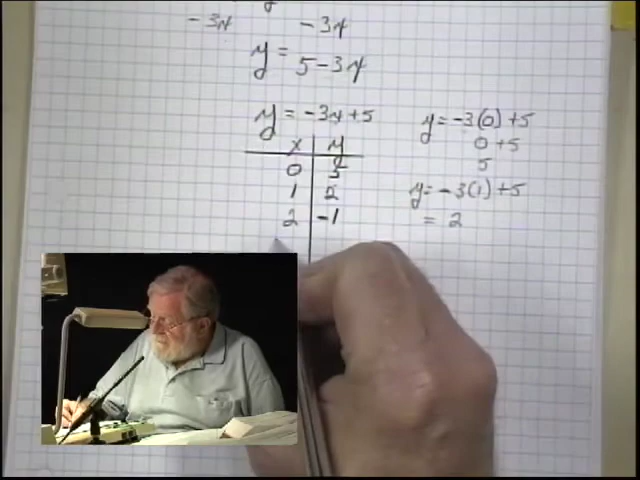 -3x -3x
y = 5-3x
y = -3x+5
x y
0 5
1 2
2 -1
y=-3(0)+5
0+5
5
y=-3(1)+5
= 2